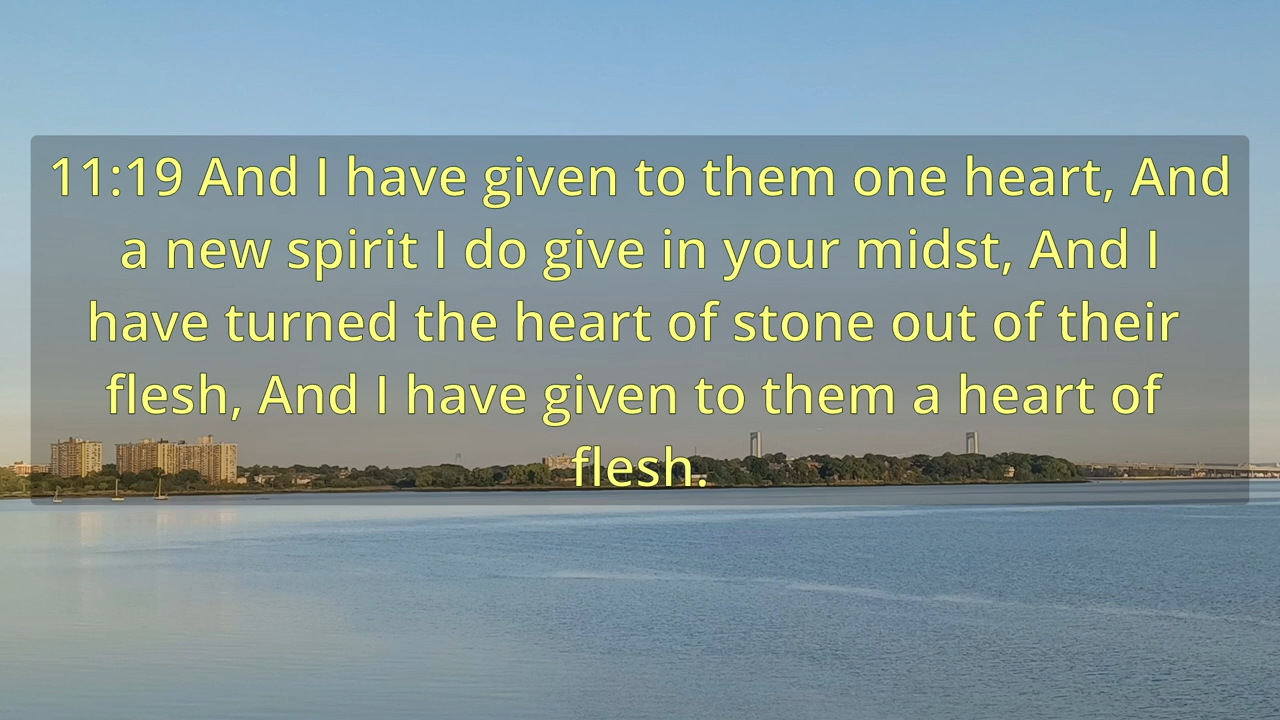 11:19 And I have given to them one heart, And
a new spirit I do give in your midst, And I
have turned the heart of stone out of their
flesh, And I have given to them a heart of
flesh.